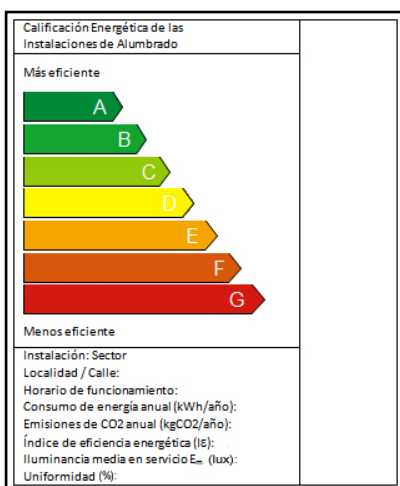 Calificación Energética de las
Instalaciones de Alumbrado
Más eficiente
A
B
C
D
E
F
G
Menos eficiente
Instalación: Sector
Localidad / Calle:
Horario de funcionamiento:
Consumo de energía anual (kWh/año):
Emisiones de CO2 anual (kgCO2/año):
Índice de eficiencia energética (Iε):
Iluminancia media en servicio Em (lux):
Uniformidad (%):